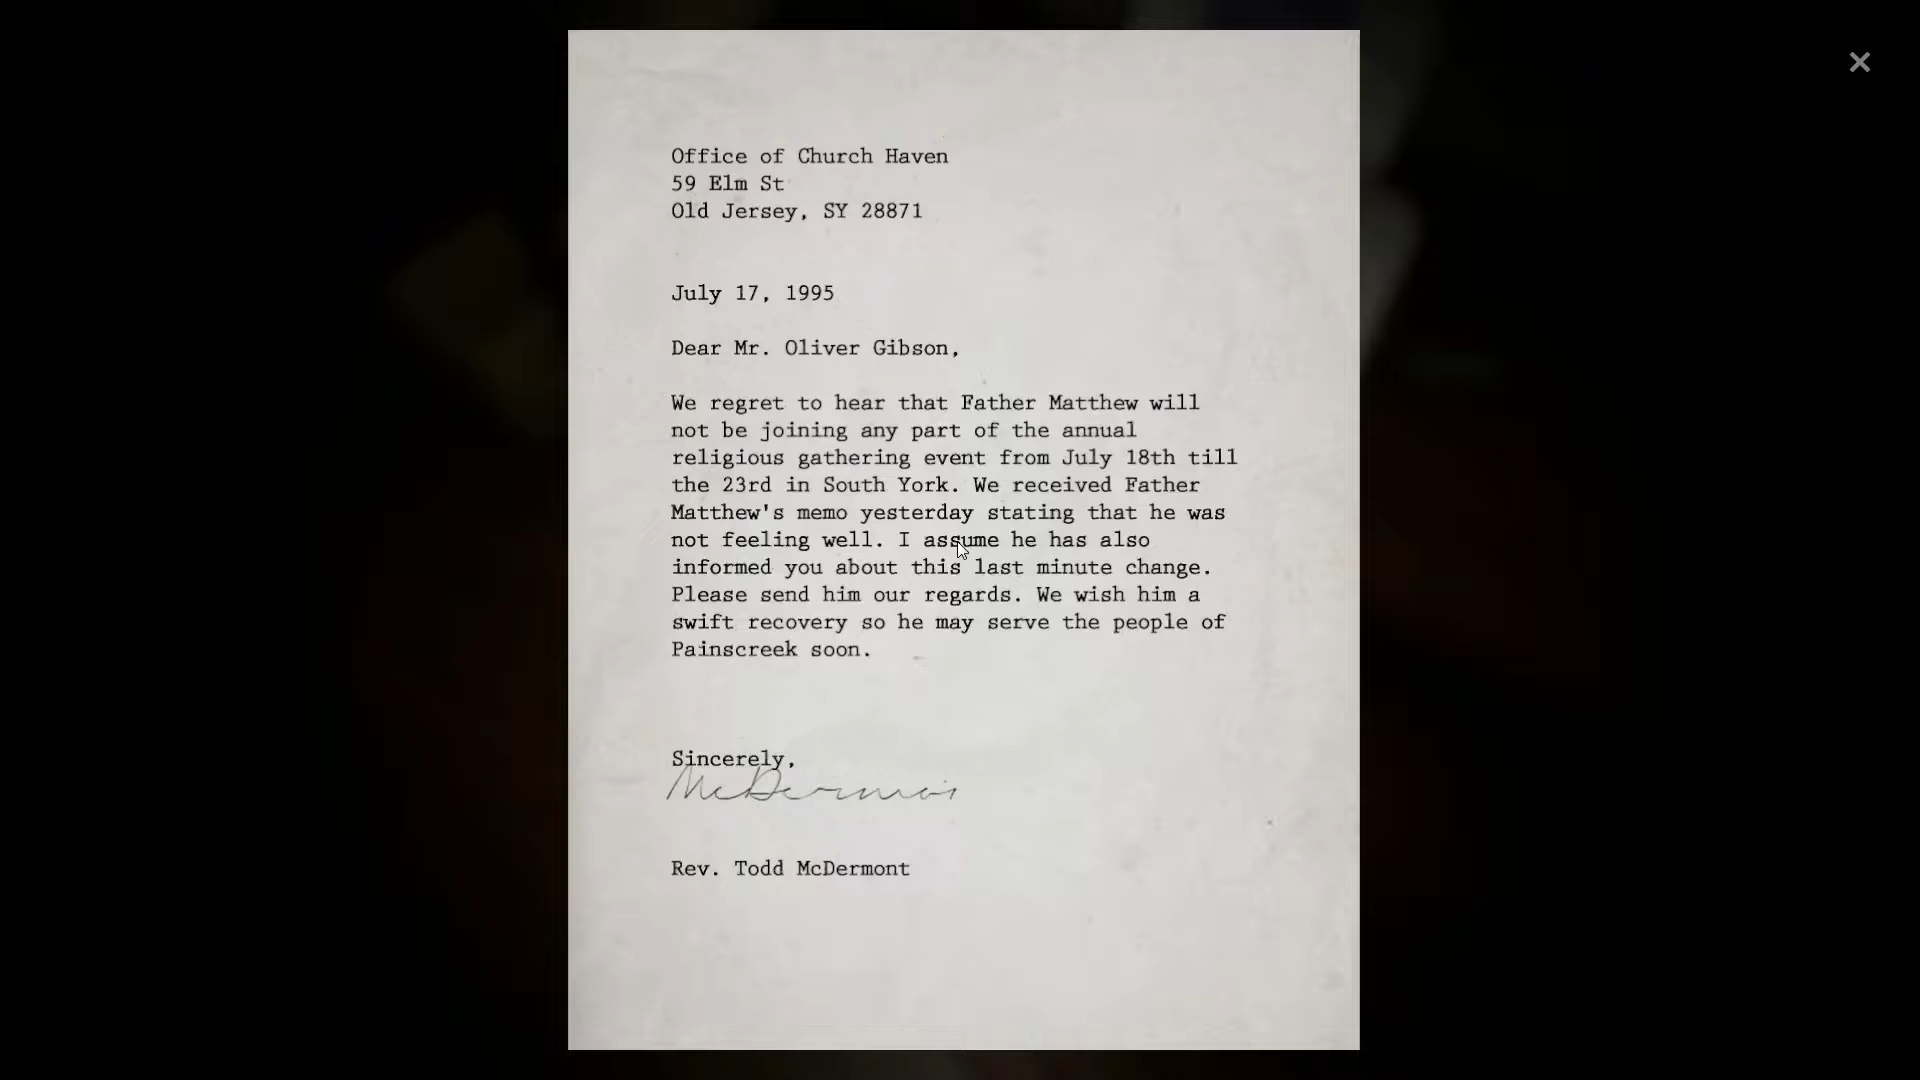 Office of Church Haven
59 Elm St
Old Jersey, SY 28871
July 17, 1995
Dear Mr. Oliver Gibson,
We regret to hear that Father Matthew will
not be joining any part of the annual
religious gathering event from July 18th till
the 23rd in South York. We received Father
Matthew's memo yesterday stating that he was
not feeling well. I assume he has also
informed you about this last minute change.
Please send him our regards. We wish him a
swift recovery so he may serve the people of
Painscreek soon.
Sincerely,
McDermont
Rev. Todd McDermont